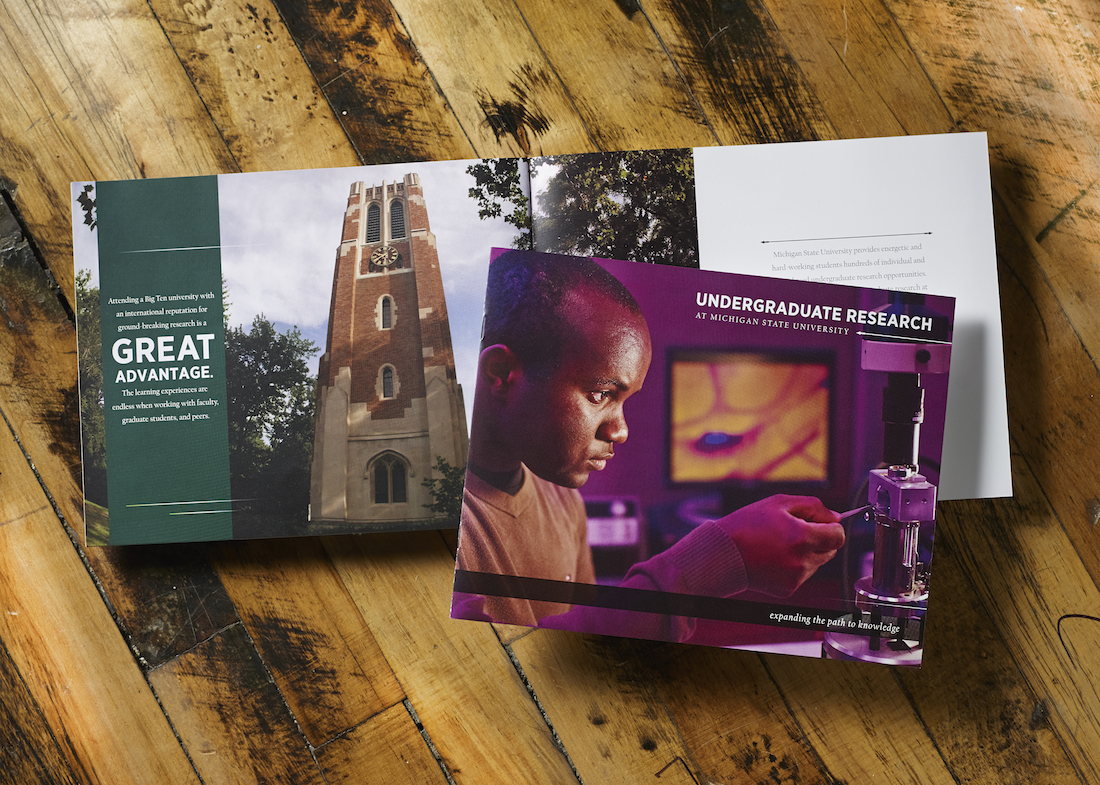 Attending a Big Ten university with
an international reputation for
ground-breaking research is a
GREAT
ADVANTAGE.
The learning experiences are
endless when working with faculty,
graduate students, and peers.
Michigan State University provides energetic and
hard-working students hundreds of individual and
undergraduate research opportunities.
research at
UNDERGRADUATE RESEARCH
AT MICHIGAN STATE UNIVERSITY
expanding the path to knowledge